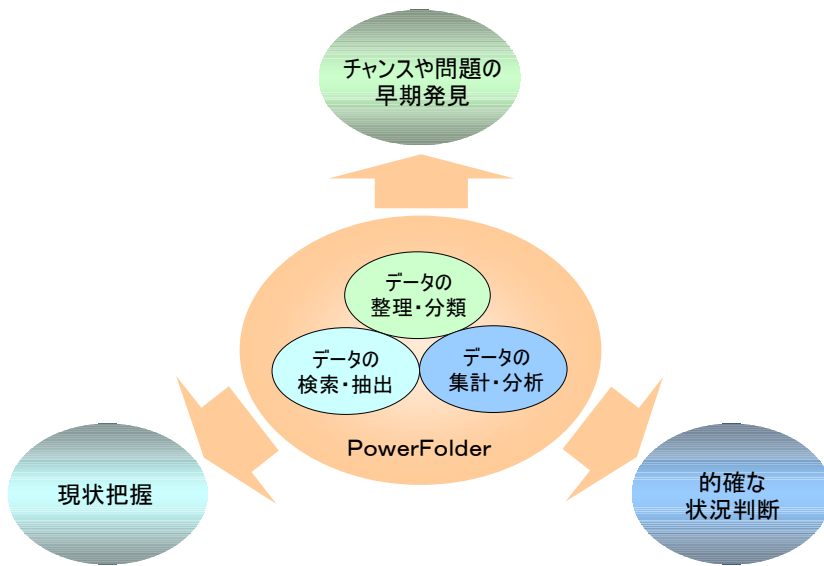 チャンスや問題の
早期発見
データの
整理・分類
データの
検索・抽出
データの
集計・分析
PowerFolder
現状把握
的確な
状況判断